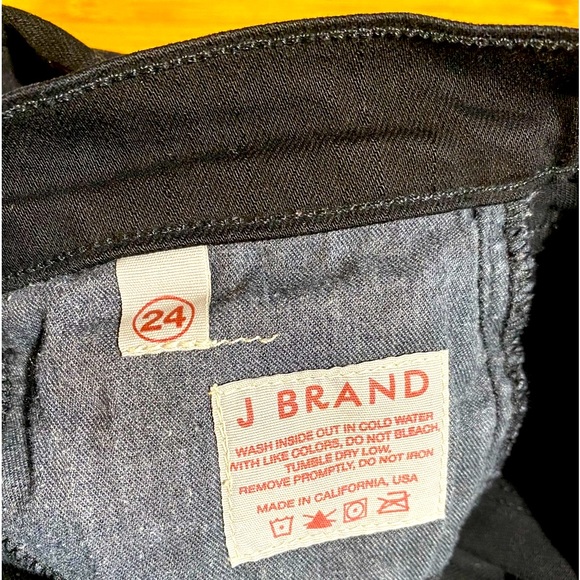 24
J BRAND
WASH INSIDE OUT IN COLD WATER
WITH LIKE COLORS, DO NOT BLEACH,
TUMBLE DRY LOW,
REMOVE PROMPTLY, DO NOT IRON
MADE IN CALIFORNIA, USA